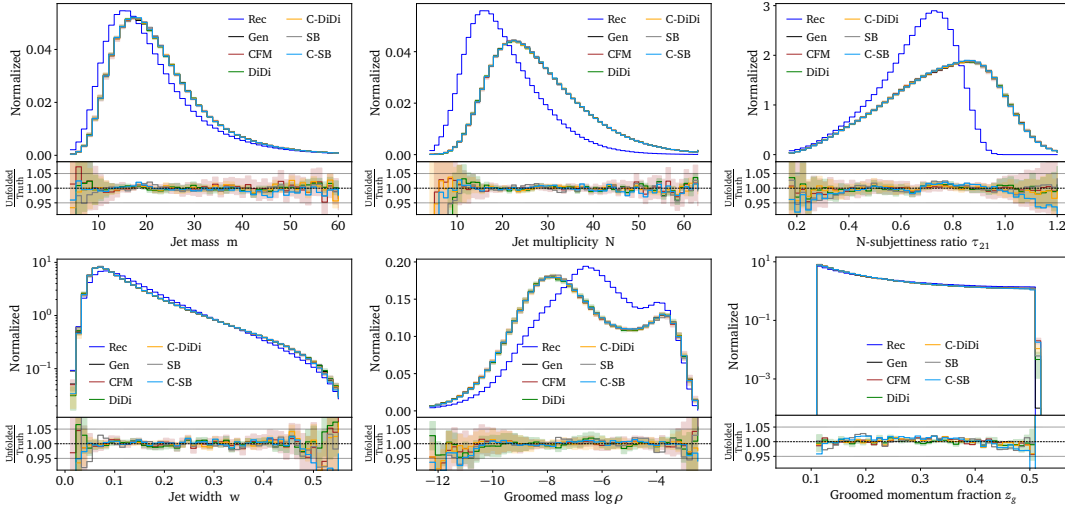 Normalized
0.04
0.02
0.00
Rec
Gen
CFM
DiDi
C-DiDi
SB
C-SB
Unfolded
Truth
1.05
1.00
0.95
10 20 30 40 50 60
Jet mass m
Normalized
0.04
0.02
0.00
Rec
Gen
CFM
DiDi
C-DiDi
SB
C-SB
Unfolded
Truth
1.05
1.00
0.95
10 20 30 40 50 60
Jet multiplicity N
Normalized
3
2
1
0
Rec
Gen
CFM
DiDi
C-DiDi
SB
C-SB
Unfolded
Truth
1.05
1.00
0.95
0.2 0.4 0.6 0.8 1.0 1.2
N-subjettiness ratio τ₂₁
Normalized
10¹
10⁰
10⁻¹
Rec
Gen
CFM
DiDi
C-DiDi
SB
C-SB
Unfolded
Truth
1.05
1.00
0.95
0.0 0.1 0.2 0.3 0.4 0.5
Jet width w
Normalized
0.20
0.15
0.10
0.05
0.00
Rec
Gen
CFM
DiDi
C-DiDi
SB
C-SB
Unfolded
Truth
1.05
1.00
0.95
−12 −10 −8 −6 −4
Groomed mass log ρ
Normalized
10¹
10⁻¹
10⁻³
Rec
Gen
CFM
DiDi
C-DiDi
SB
C-SB
Unfolded
Truth
1.05
1.00
0.95
0.1 0.2 0.3 0.4 0.5
Groomed momentum fraction z_g